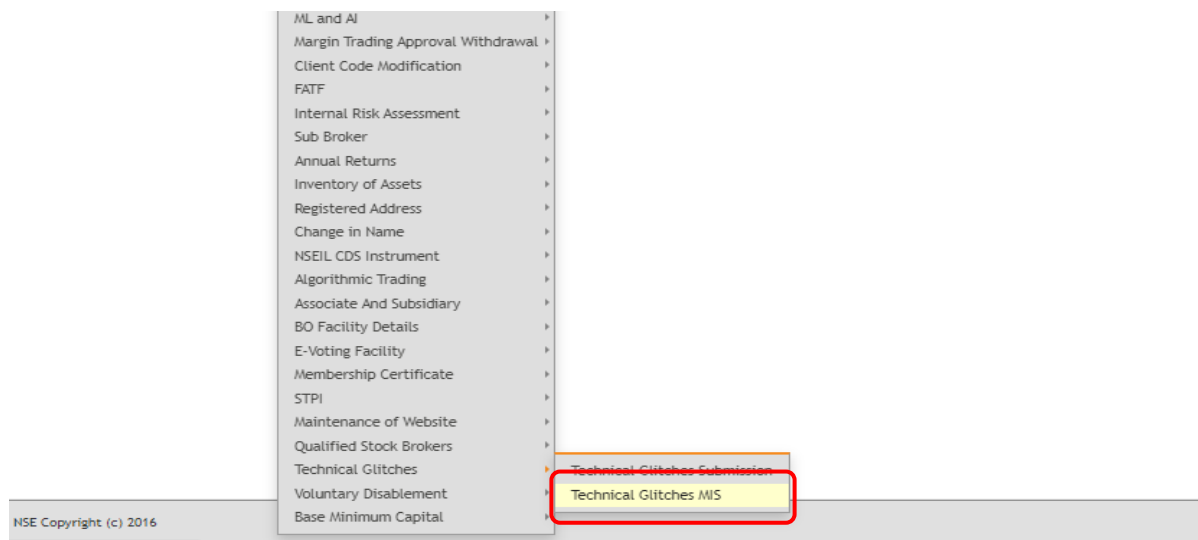 ML and AI
Margin Trading Approval Withdrawal
Client Code Modification
FATF
Internal Risk Assessment
Sub Broker
Annual Returns
Inventory of Assets
Registered Address
Change in Name
NSEIL CDS Instrument
Algorithmic Trading
Associate And Subsidiary
BO Facility Details
E-Voting Facility
Membership Certificate
STPI
Maintenance of Website
Qualified Stock Brokers
Technical Glitches
Technical Glitches Submission
Voluntary Disablement
Technical Glitches MIS
Base Minimum Capital
NSE Copyright (c) 2016